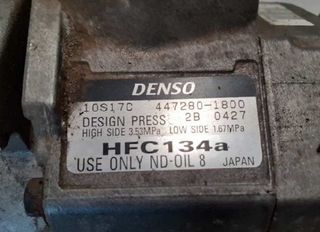 DENSO
10S17C 447280-1800
DESIGN PRESS 2B 0427
HIGH SIDE 3.53MPa LOW SIDE 1.67MPa
HFC134a
USE ONLY ND-OIL 8 JAPAN